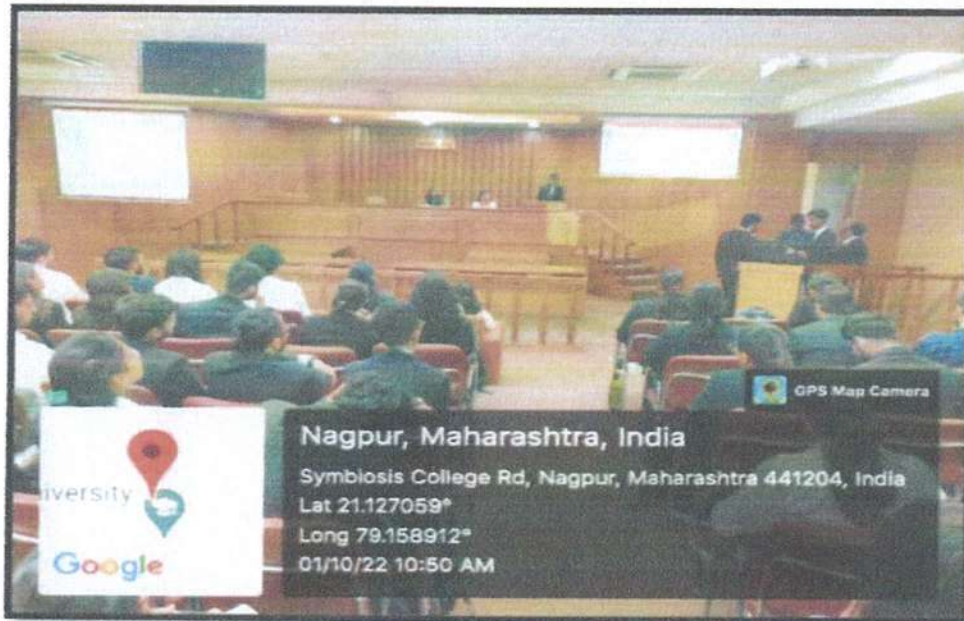 GPS Map Camera
Nagpur, Maharashtra, India
Symbiosis College Rd, Nagpur, Maharashtra 441204, India
Lat 21.127059°
Long 79.158912°
01/10/22 10:50 AM
iversity
Google